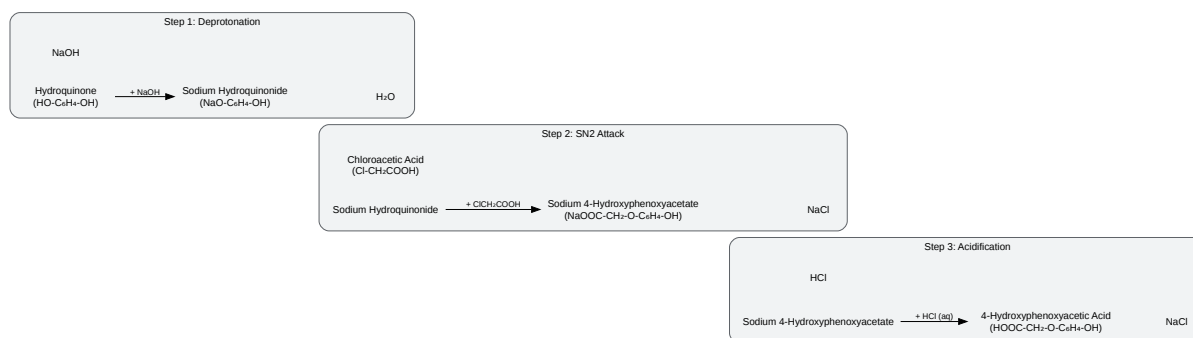 Step 1: Deprotonation
NaOH
Hydroquinone
(HO-C₆H₄-OH)
+ NaOH
Sodium Hydroquinonide
(NaO-C₆H₄-OH)
H₂O
Step 2: SN2 Attack
Chloroacetic Acid
(Cl-CH₂COOH)
Sodium Hydroquinonide
+ ClCH₂COOH
Sodium 4-Hydroxyphenoxyacetate
(NaOOC-CH₂-O-C₆H₄-OH)
NaCl
Step 3: Acidification
HCl
Sodium 4-Hydroxyphenoxyacetate
+ HCl (aq)
4-Hydroxyphenoxyacetic Acid
(HOOC-CH₂-O-C₆H₄-OH)
NaCl